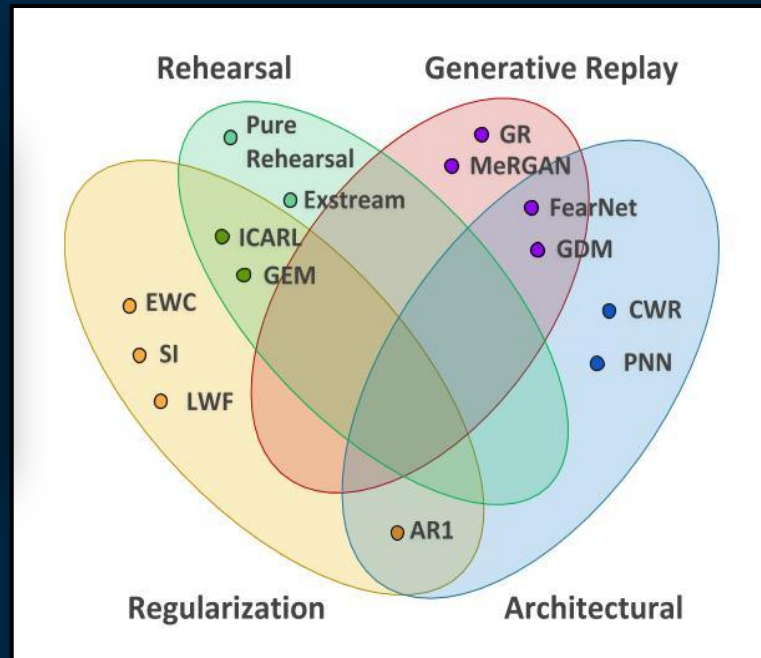 Rehearsal
Generative Replay
Pure
Rehearsal
GR
MeRGAN
Exstream
FearNet
ICARL
GDM
GEM
EWC
CWR
SI
PNN
LWF
AR1
Regularization
Architectural